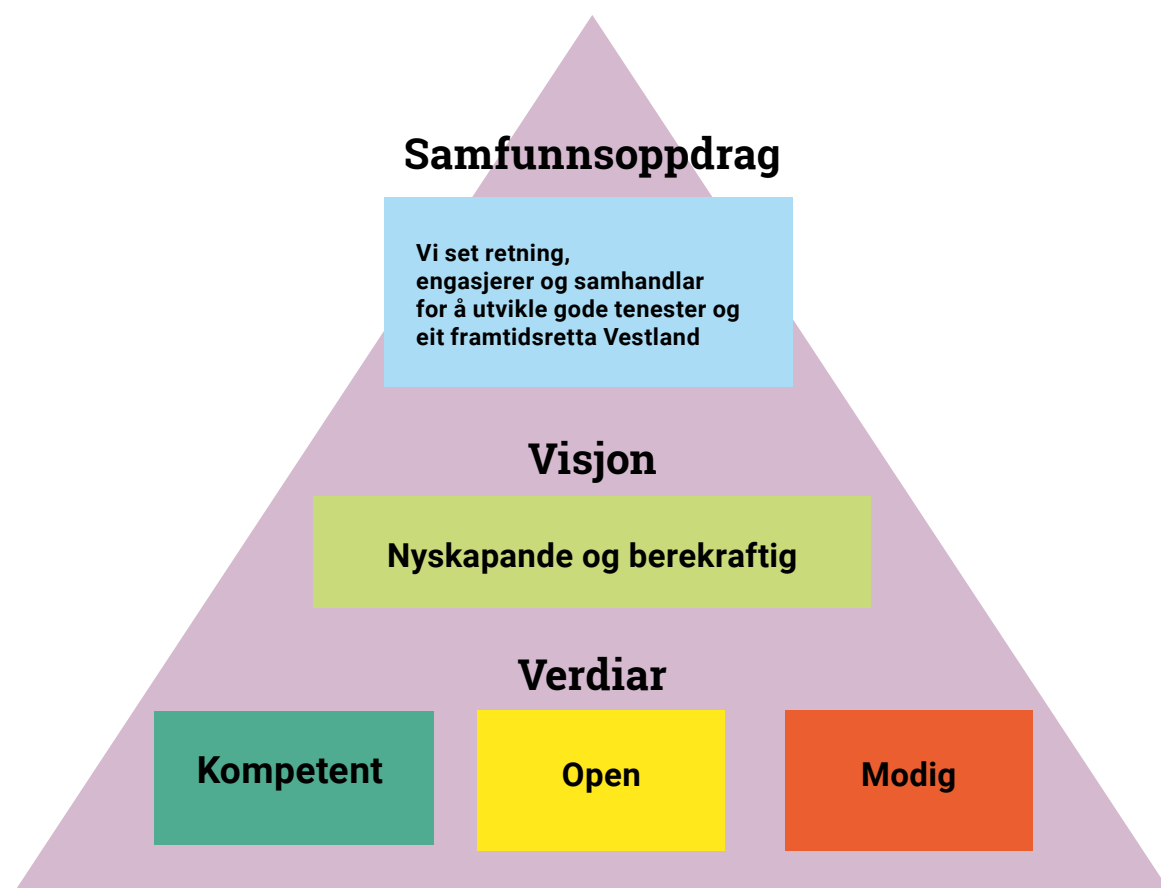 Samfunnsoppdrag
Vi set retning,
engasjerer og samhandlar
for å utvikle gode tenester og
eit framtidsretta Vestland
Visjon
Nyskapande og berekraftig
Verdiar
Kompetent
Open
Modig